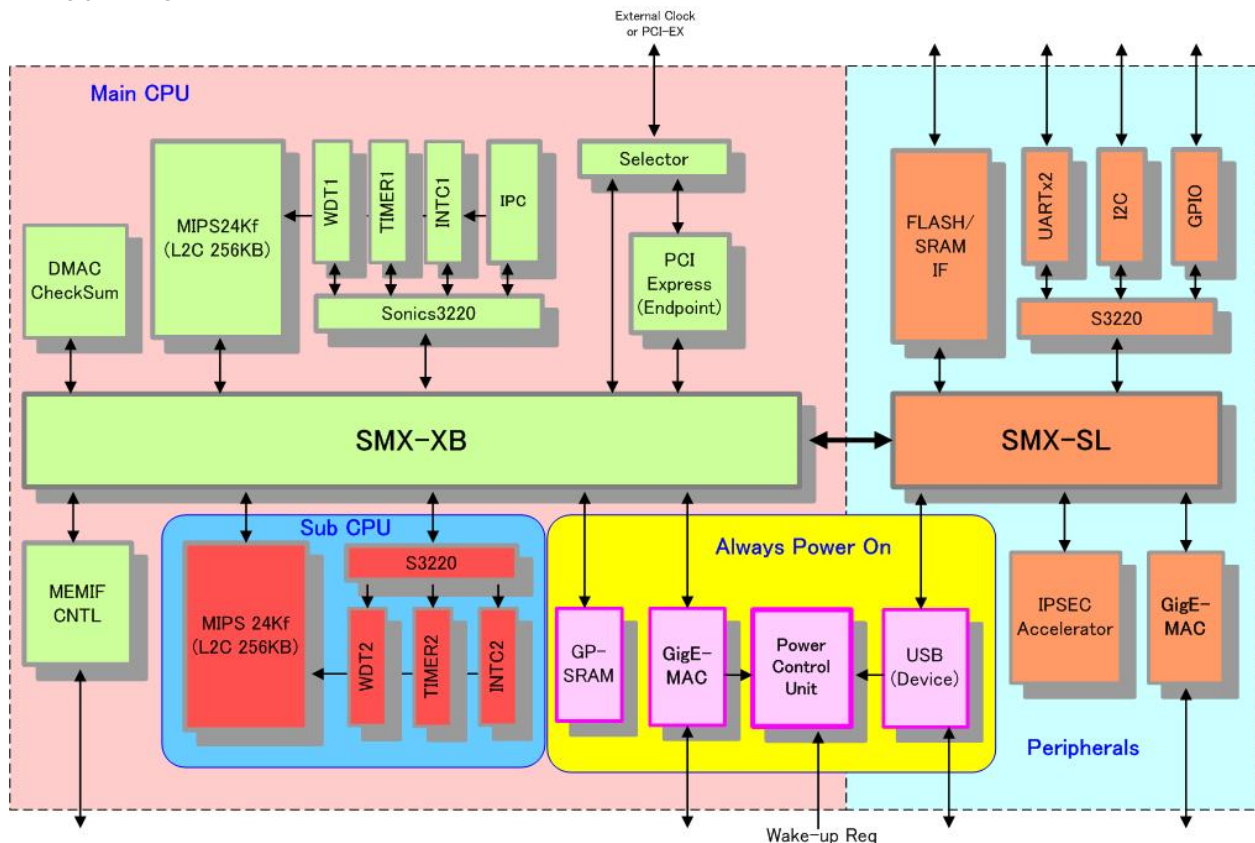 External Clock
or PCI-EX
Main CPU
Selector
MIPS24Kf
(L2C 256KB)
WDT1
TIMER1
INTC1
IPC
FLASH/
SRAM
IF
UARTx2
I2C
GPIO
DMAC
CheckSum
PCI
Express
(Endpoint)
Sonics3220
S3220
SMX-XB
SMX-SL
Sub CPU
Always Power On
S3220
MEMIF
CNTL
MIPS 24Kf
(L2C 256KB)
WDT2
TIMER2
INTC2
GP-
SRAM
GigE-
MAC
Power
Control
Unit
USB
(Device)
IPSEC
Accelerator
GigE-
MAC
Peripherals
Wake-up Req